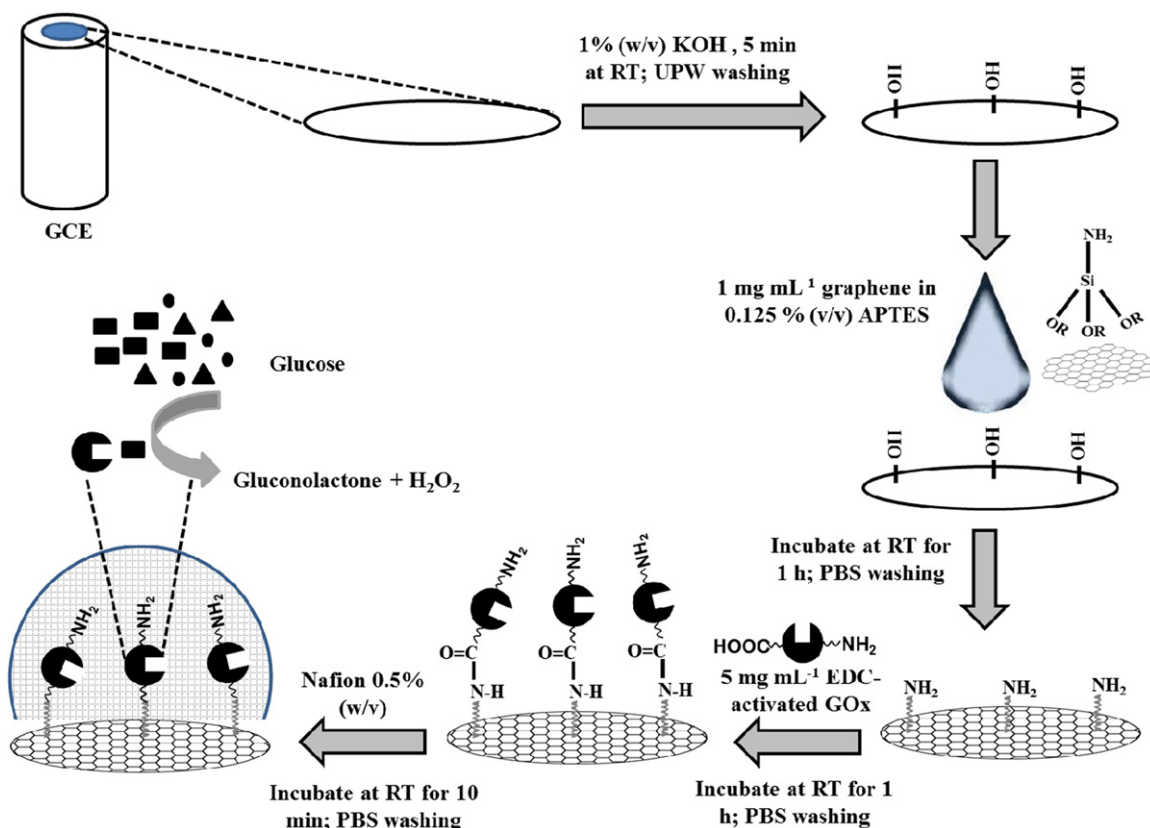 1% (w/v) KOH , 5 min
at RT; UPW washing
GCE
OH
OH
OH
1 mg mL⁻¹ graphene in
0.125 % (v/v) APTES
NH₂
Si
OR
OR
OR
OH
OH
OH
Incubate at RT for
1 h; PBS washing
NH₂
NH₂
NH₂
HOOC
NH₂
5 mg mL⁻¹ EDC-
activated GOx
Incubate at RT for 1
h; PBS washing
NH₂
NH₂
NH₂
O=C
O=C
O=C
N-H
N-H
N-H
Nafion 0.5%
(w/v)
Incubate at RT for 10
min; PBS washing
NH₂
NH₂
NH₂
Glucose
Gluconolactone + H₂O₂